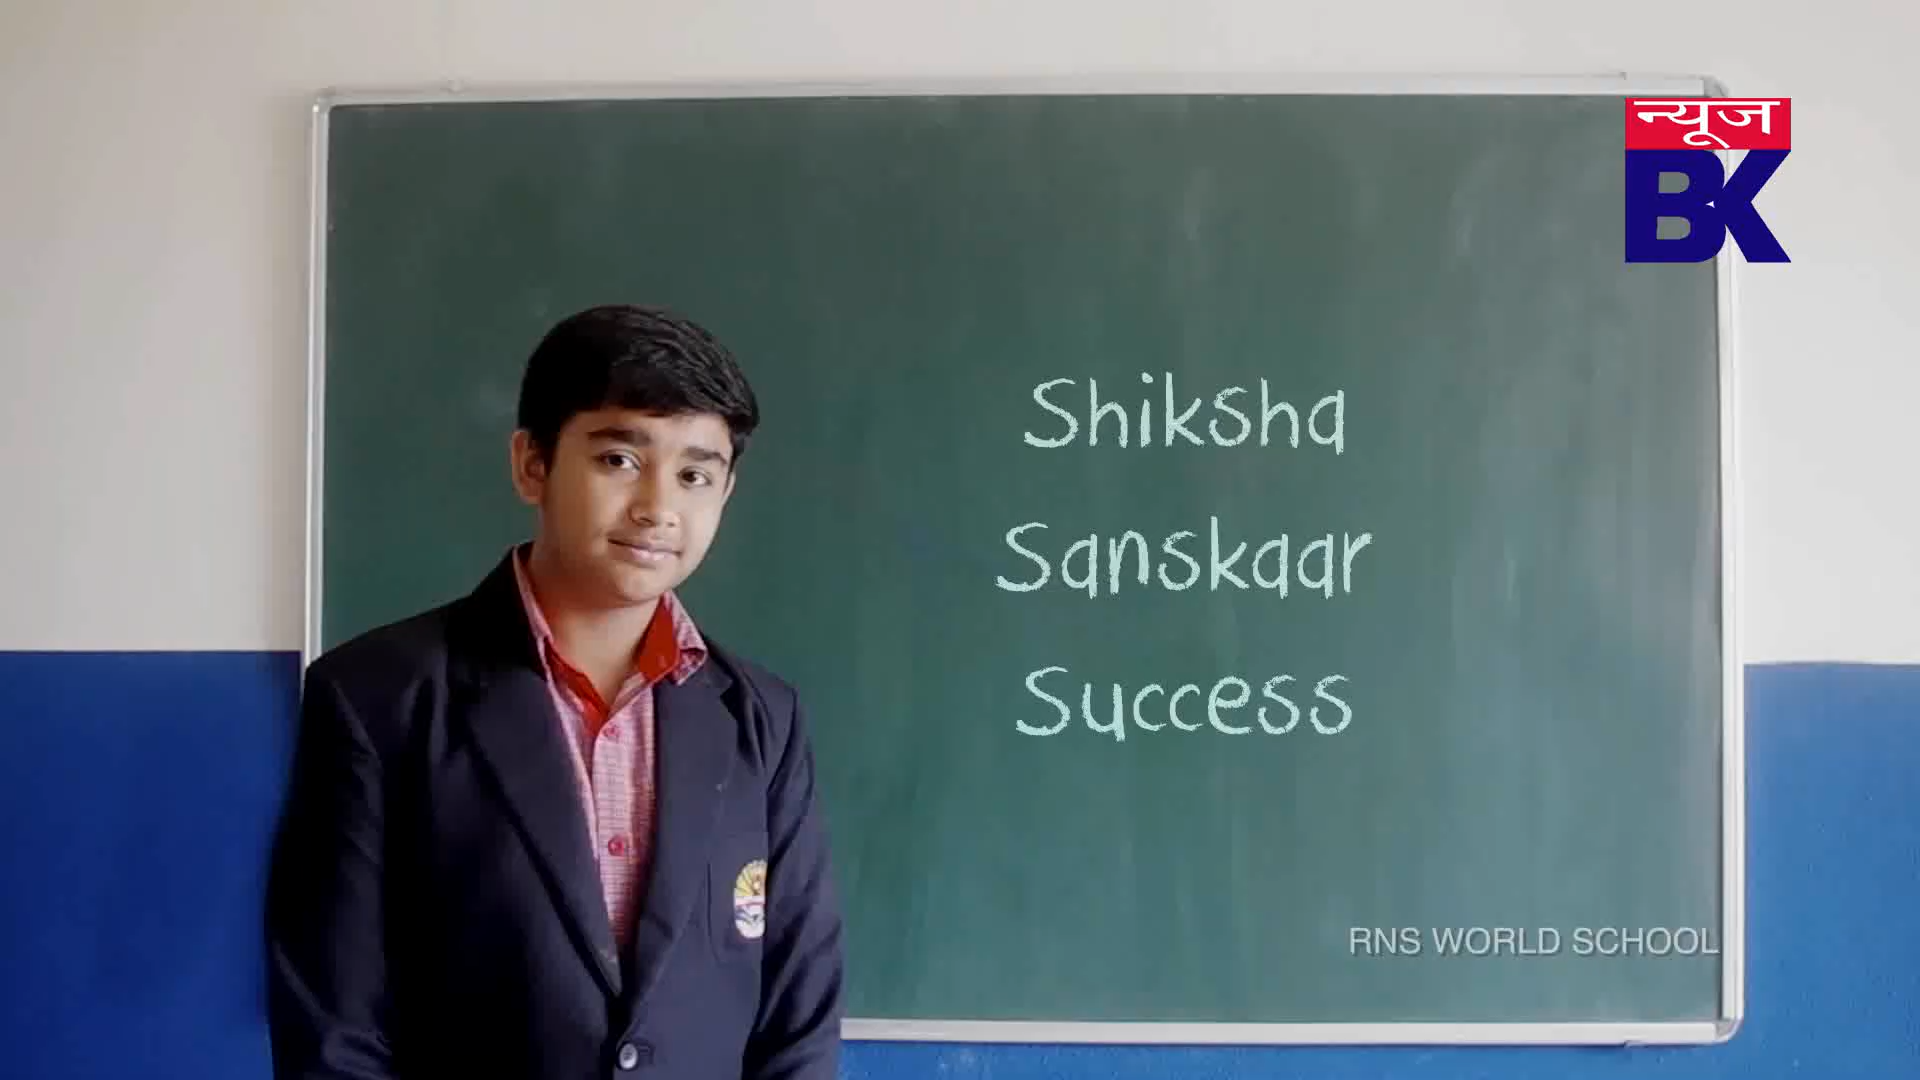 न्यूज
BK
Shiksha
Sanskaar
Success
RNS WORLD SCHOOL